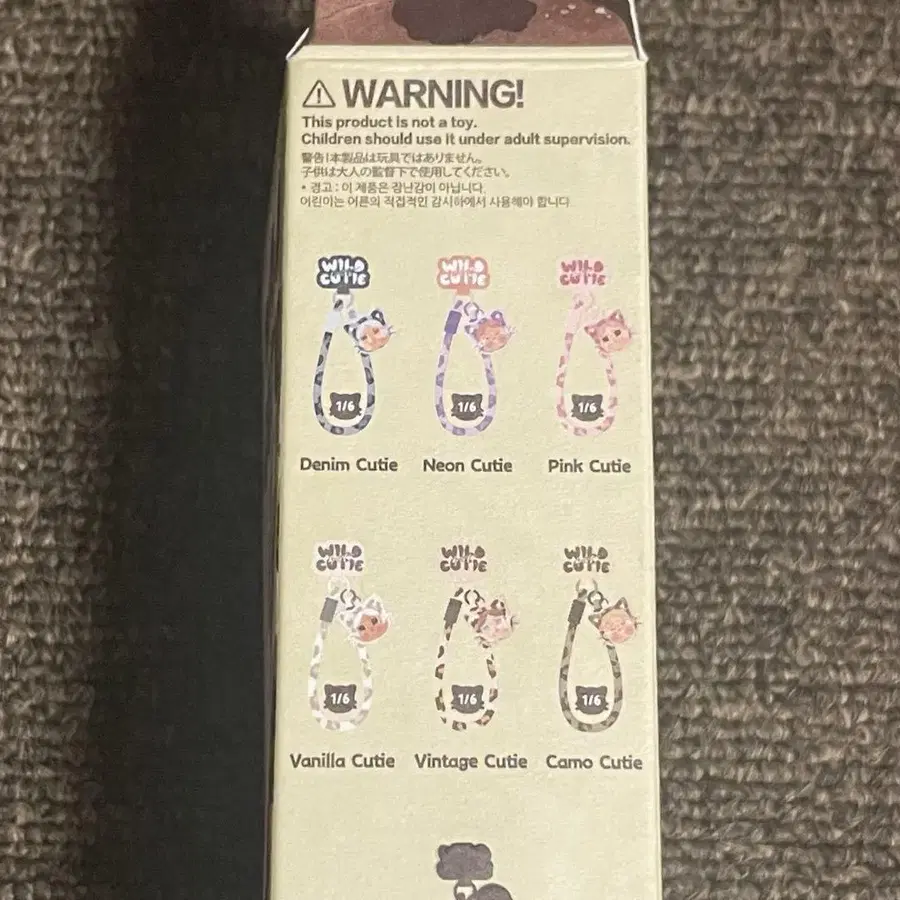 WARNING!
This product is not a toy.
Children should use it under adult supervision.
警告!本製品は玩具ではありません。
子供は大人の監督下で使用してください。
• 경고 : 이 제품은 장난감이 아닙니다.
어린이는 어른의 직접적인 감시하에서 사용해야 합니다.
WILD CUTIE WILD CUTIE WILD CUTIE
1/6 1/6 1/6
Denim Cutie Neon Cutie Pink Cutie
WILD CUTIE WILD CUTIE WILD CUTIE
1/6 1/6 1/6
Vanilla Cutie Vintage Cutie Camo Cutie